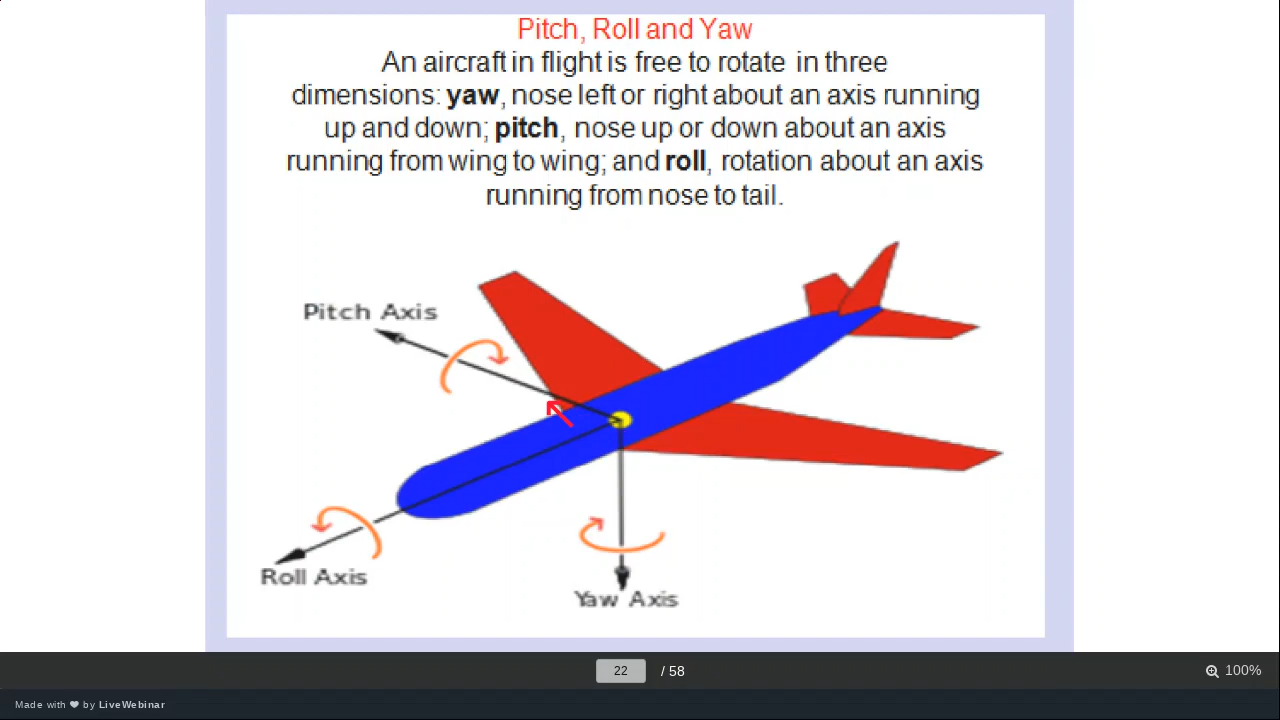 Pitch, Roll and Yaw
An aircraft in flight is free to rotate in three
dimensions: yaw, nose left or right about an axis running
up and down; pitch, nose up or down about an axis
running from wing to wing; and roll, rotation about an axis
running from nose to tail.
Pitch Axis
Roll Axis
Yaw Axis
22 / 58
100%
Made with ❤ by LiveWebinar